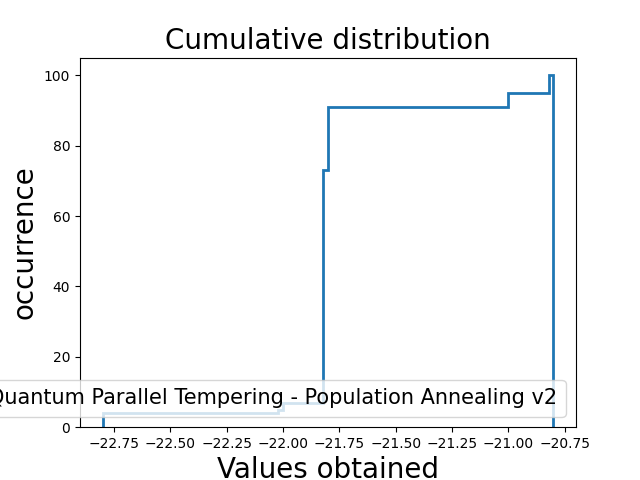 Cumulative distribution
occurrence
100
80
60
40
20
0
Quantum Parallel Tempering - Population Annealing v2
−22.75 −22.50 −22.25 −22.00 −21.75 −21.50 −21.25 −21.00 −20.75
Values obtained